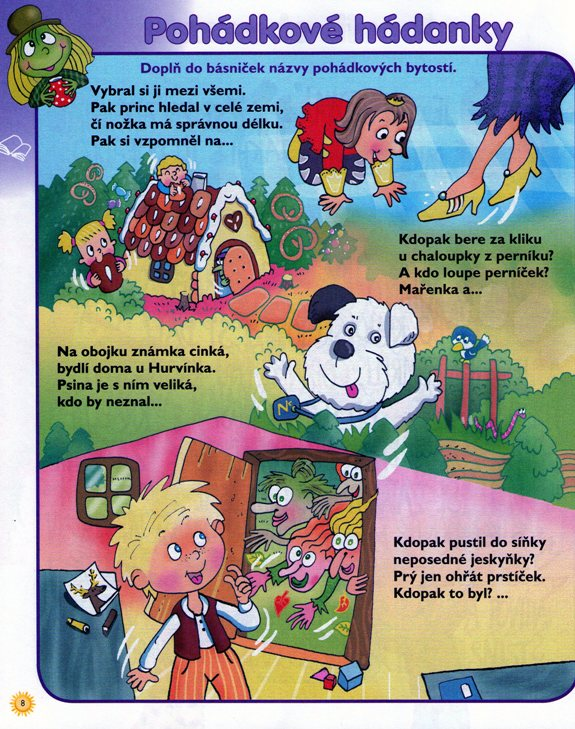 Pohádkové hádanky
Doplň do básniček názvy pohádkových bytostí.
Vybral si ji mezi všemi.
Pak princ hledal v celé zemi,
čí nožka má správnou délku.
Pak si vzpomněl na...
Kdopak bere za kliku
u chaloupky z perníku?
A kdo loupe perníček?
Mařenka a...
Na obojku známka cinká,
bydlí doma u Hurvínka.
Psina je s ním veliká,
kdo by neznal...
Kdopak pustil do síňky
neposedné jeskyňky?
Prý jen ohřát prstíček.
Kdopak to byl? ...
8